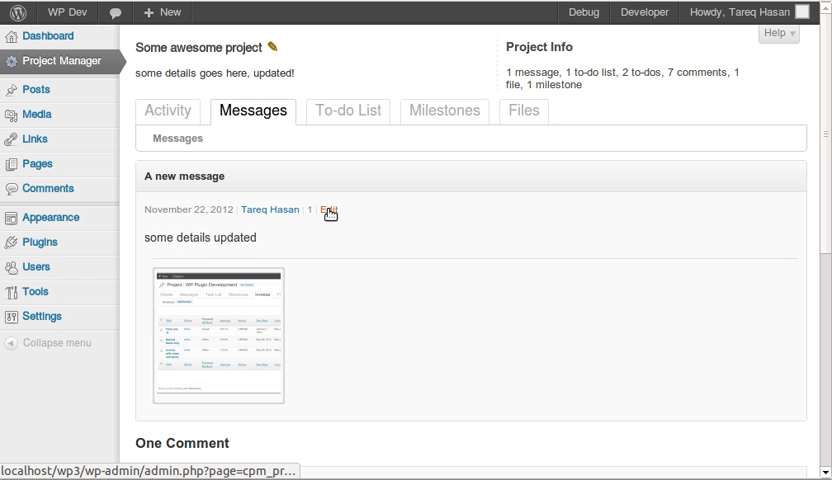 WP Dev
New
Debug
Developer
Howdy, Tareq Hasan
Help
Dashboard
Project Manager
Posts
Media
Links
Pages
Comments
Appearance
Plugins
Users
Tools
Settings
Collapse menu
Some awesome project
some details goes here, updated!
Project Info
1 message, 1 to-do list, 2 to-dos, 7 comments, 1
file, 1 milestone
Activity
Messages
To-do List
Milestones
Files
Messages
A new message
November 22, 2012 | Tareq Hasan | 1 | Edit
some details updated
Project : WP Plugin Development
One Comment
localhost/wp3/wp-admin/admin.php?page=cpm_pr...